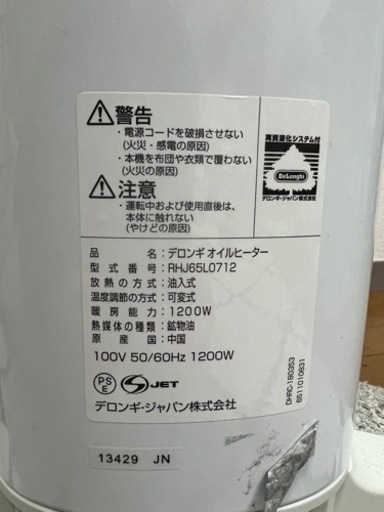 警告
・電源コードを破損させない
(火災・感電の原因)
・本機を布団や衣類で覆わない
(火災の原因)
注意
・運転中および使用直後は、
本体に触れない
(やけどの原因)
再資源化システム付
DeLonghi
デロンギ・ジャパン株式会社
品名:デロンギ オイルヒーター
型式番号:RHJ65L0712
放熱の方式:油入式
温度調節の方式:可変式
暖房能力:1200W
熱媒体の種類:鉱物油
原産国:中国
100V 50/60Hz 1200W
PSE
S JET
デロンギ・ジャパン株式会社
DHRC-180353
6511010831
13429 JN